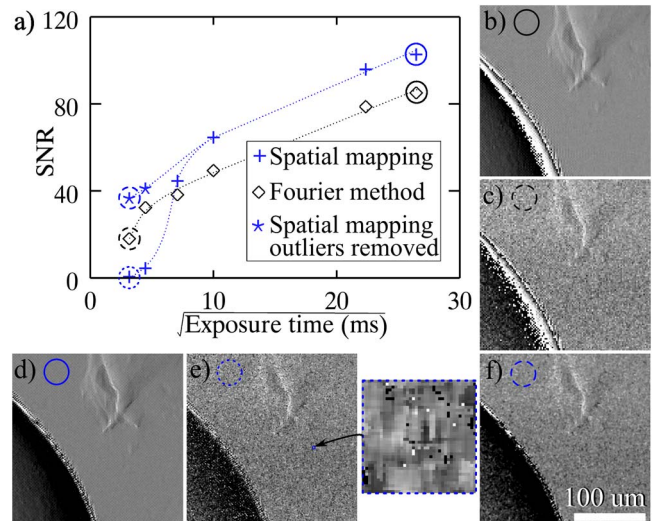 a)
SNR
120
80
40
0
0
10
20
30
√Exposure time (ms)
+ Spatial mapping
◇ Fourier method
* Spatial mapping
outliers removed
b)
c)
d)
e)
f)
100 um